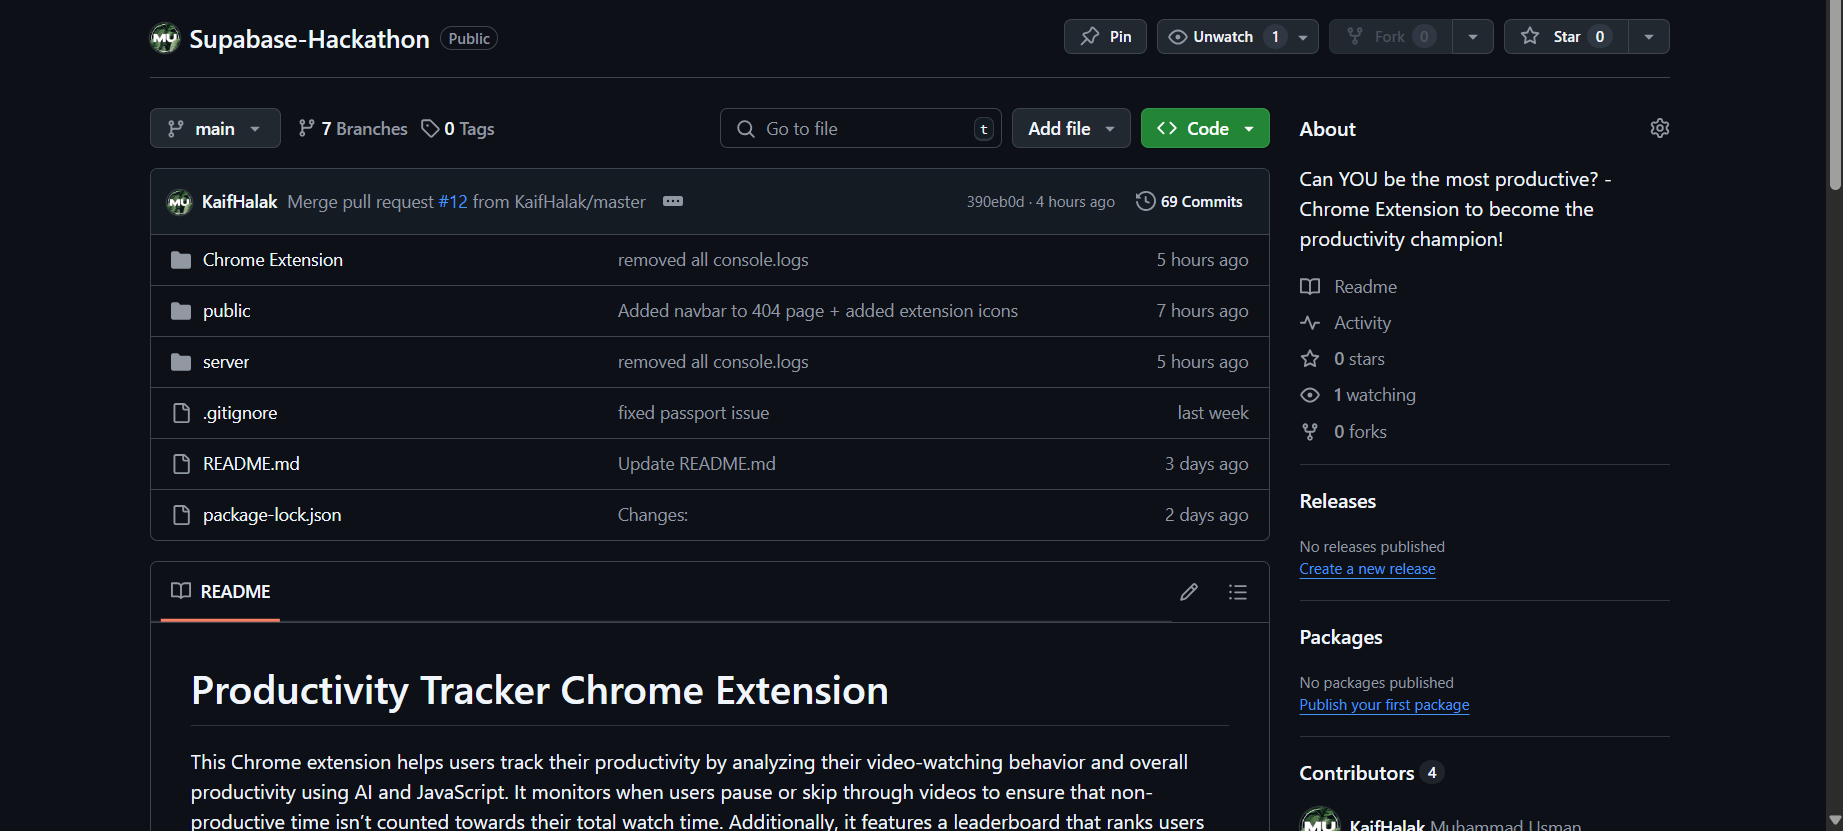 MU Supabase-Hackathon Public Pin Unwatch 1 Fork 0 Star 0
main 7 Branches 0 Tags Go to file t Add file Code
MU KaifHalak Merge pull request #12 from KaifHalak/master 390eb0d · 4 hours ago 69 Commits
Chrome Extension removed all console.logs 5 hours ago
public Added navbar to 404 page + added extension icons 7 hours ago
server removed all console.logs 5 hours ago
.gitignore fixed passport issue last week
README.md Update README.md 3 days ago
package-lock.json Changes: 2 days ago
README
Productivity Tracker Chrome Extension
This Chrome extension helps users track their productivity by analyzing their video-watching behavior and overall
productivity using AI and JavaScript. It monitors when users pause or skip through videos to ensure that non-
productive time isn't counted towards their total watch time. Additionally, it features a leaderboard that ranks users
About
Can YOU be the most productive? -
Chrome Extension to become the
productivity champion!
Readme
Activity
0 stars
1 watching
0 forks
Releases
No releases published
Create a new release
Packages
No packages published
Publish your first package
Contributors 4
MU KaifHalak Muhammad Usman